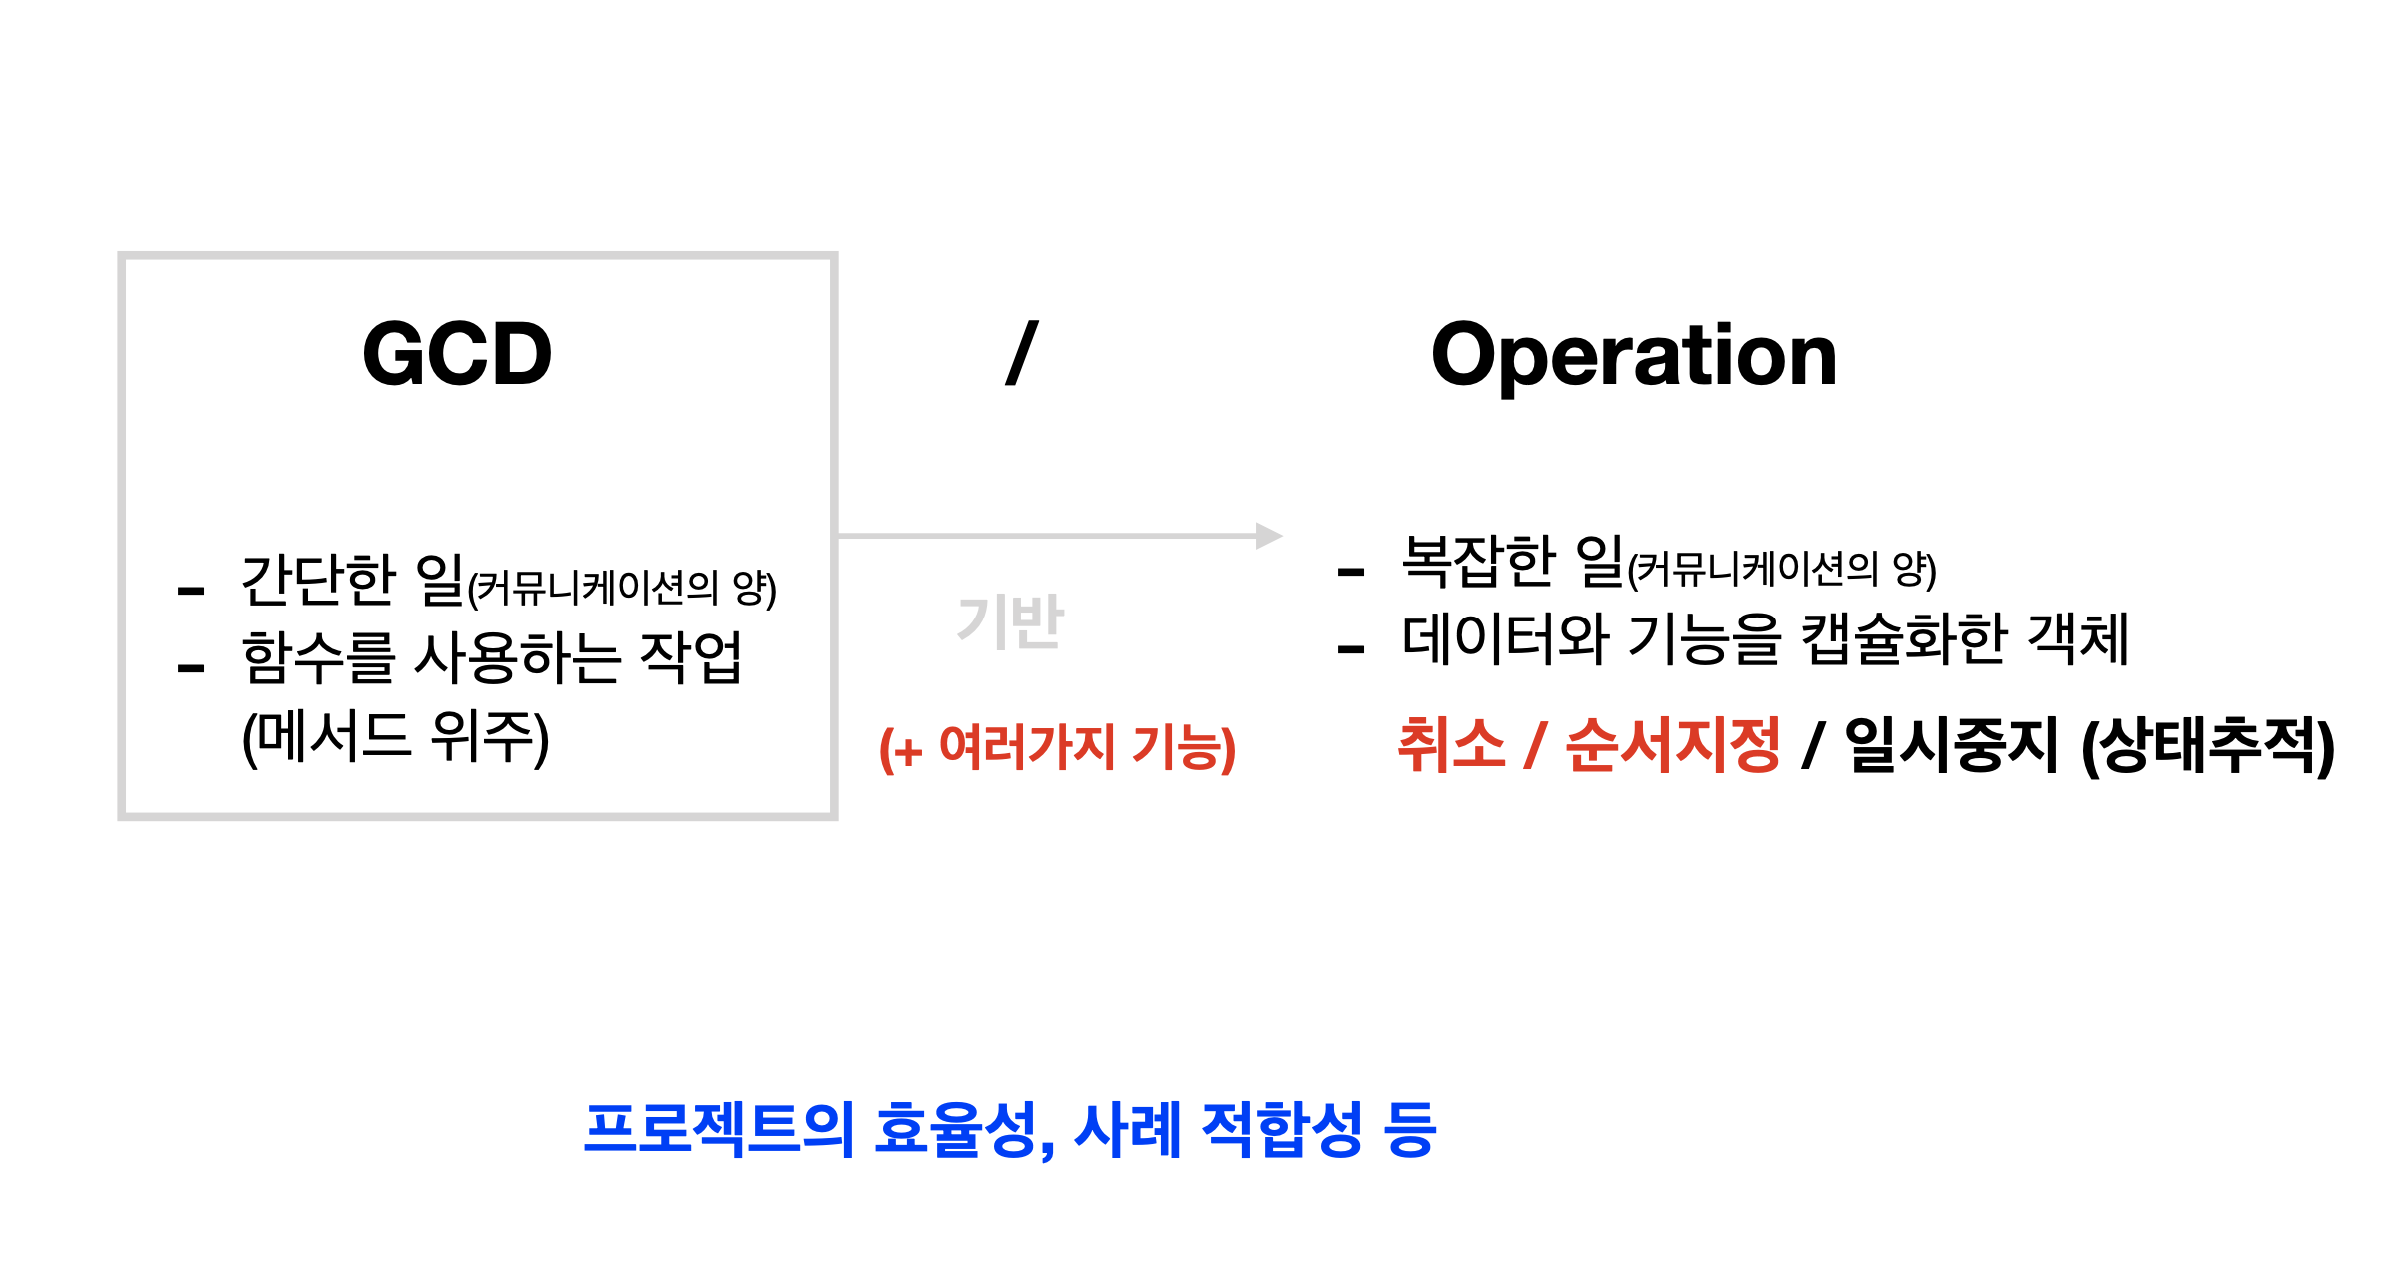 GCD / Operation
- 간단한 일(커뮤니케이션의 양)
- 함수를 사용하는 작업
(메서드 위주)
기반
(+ 여러가지 기능)
- 복잡한 일(커뮤니케이션의 양)
- 데이터와 기능을 캡슐화한 객체
취소 / 순서지정 / 일시중지 (상태추적)
프로젝트의 효율성, 사례 적합성 등